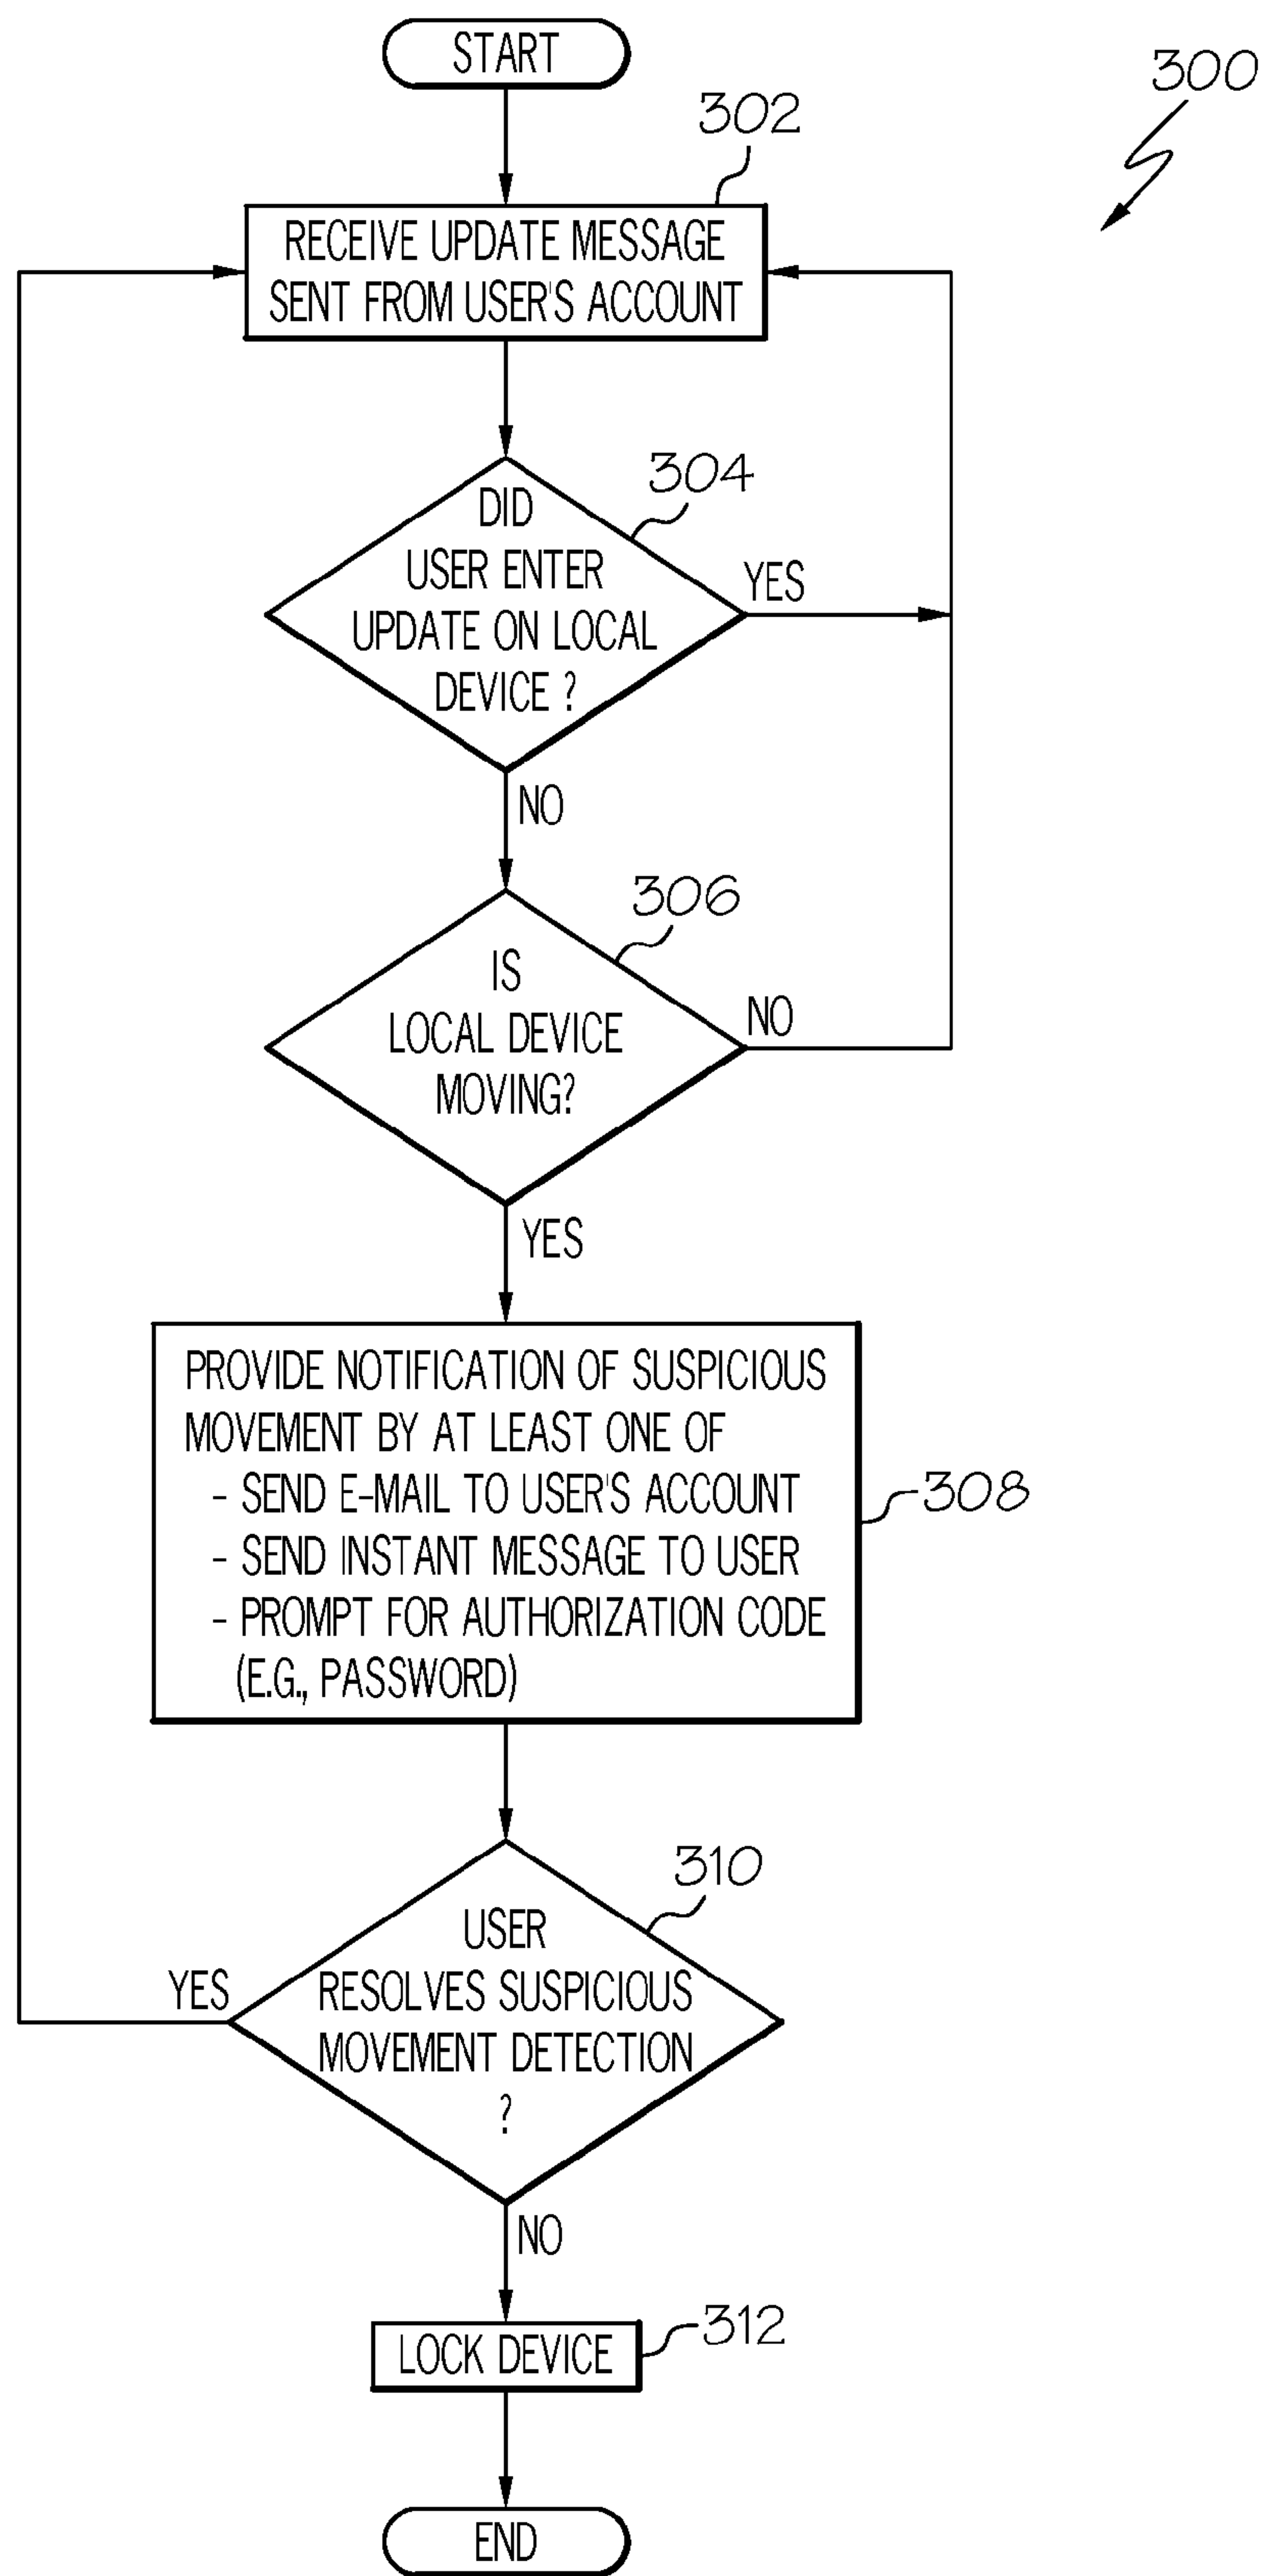 START
300
302
RECEIVE UPDATE MESSAGE
SENT FROM USER'S ACCOUNT
304
DID
USER ENTER
UPDATE ON LOCAL
DEVICE ?
YES
NO
306
IS
LOCAL DEVICE
MOVING?
NO
YES
PROVIDE NOTIFICATION OF SUSPICIOUS
MOVEMENT BY AT LEAST ONE OF
- SEND E-MAIL TO USER'S ACCOUNT
- SEND INSTANT MESSAGE TO USER
- PROMPT FOR AUTHORIZATION CODE
(E.G., PASSWORD)
308
310
USER
RESOLVES SUSPICIOUS
MOVEMENT DETECTION
?
YES
NO
312
LOCK DEVICE
END